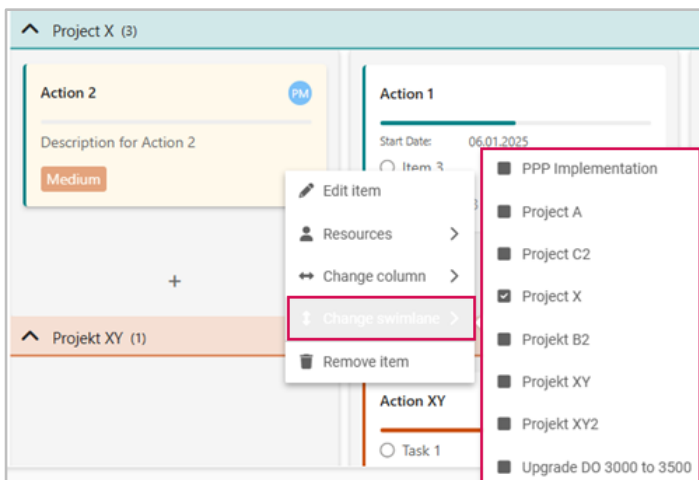 Project X (3)
Action 2
PM
Description for Action 2
Medium
Action 1
Start Date: 06.01.2025
Item 3
3
Edit item
Resources
Change column
Change swimlane
Remove item
PPP Implementation
Project A
Project C2
Project X
Projekt B2
Projekt XY
Projekt XY2
Upgrade DO 3000 to 3500
+
Projekt XY (1)
Action XY
Task 1